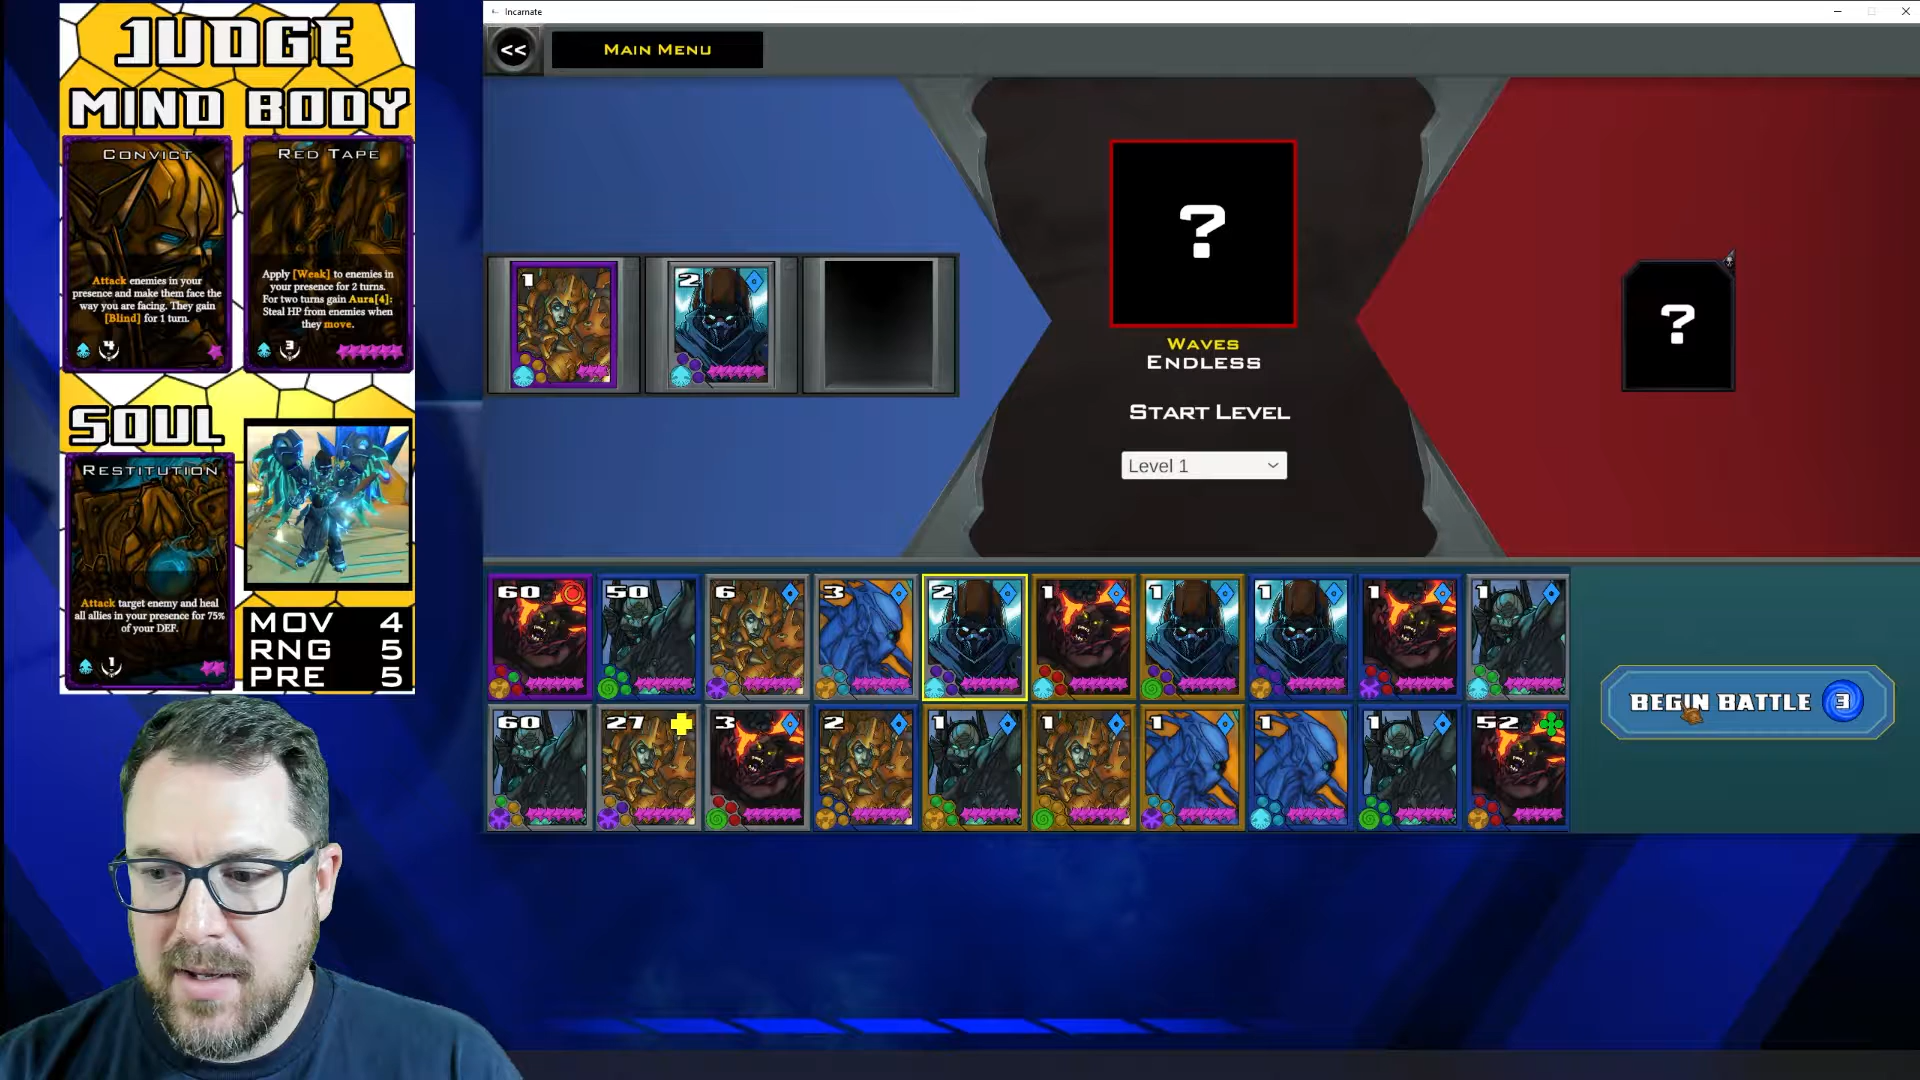 Incarnate
<<
MAIN MENU
JUDGE
MIND BODY
CONVICT
Attack enemies in your
presence and make them face the
way you are facing. They gain
[Blind] for 1 turn.
4
RED TAPE
Apply [Weak] to enemies in
your presence for 2 turns.
For two turns gain Aura[4]:
Steal HP from enemies when
they move.
3
SOUL
RESTITUTION
Attack target enemy and heal
all allies in your presence for 75%
of your DEF.
1
MOV 4
RNG 5
PRE 5
1
2
?
WAVES
ENDLESS
START LEVEL
Level 1
?
60 50 6 3 2 1 1 1 1 1
60 27 3 2 1 1 1 1 1 52
BEGIN BATTLE 3